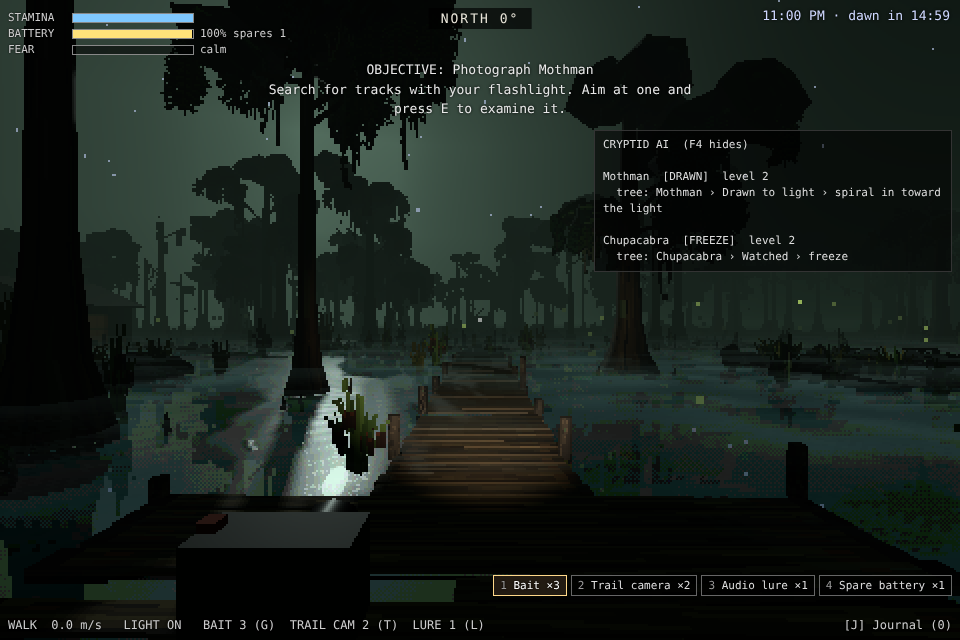 STAMINA
BATTERY 100% spares 1
FEAR calm
NORTH 0°
11:00 PM · dawn in 14:59
OBJECTIVE: Photograph Mothman
Search for tracks with your flashlight. Aim at one and
press E to examine it.
CRYPTID AI (F4 hides)
Mothman [DRAWN] level 2
tree: Mothman › Drawn to light › spiral in toward
the light
Chupacabra [FREEZE] level 2
tree: Chupacabra › Watched › freeze
1 Bait ×3
2 Trail camera ×2
3 Audio lure ×1
4 Spare battery ×1
WALK 0.0 m/s LIGHT ON BAIT 3 (G) TRAIL CAM 2 (T) LURE 1 (L)
[J] Journal (0)